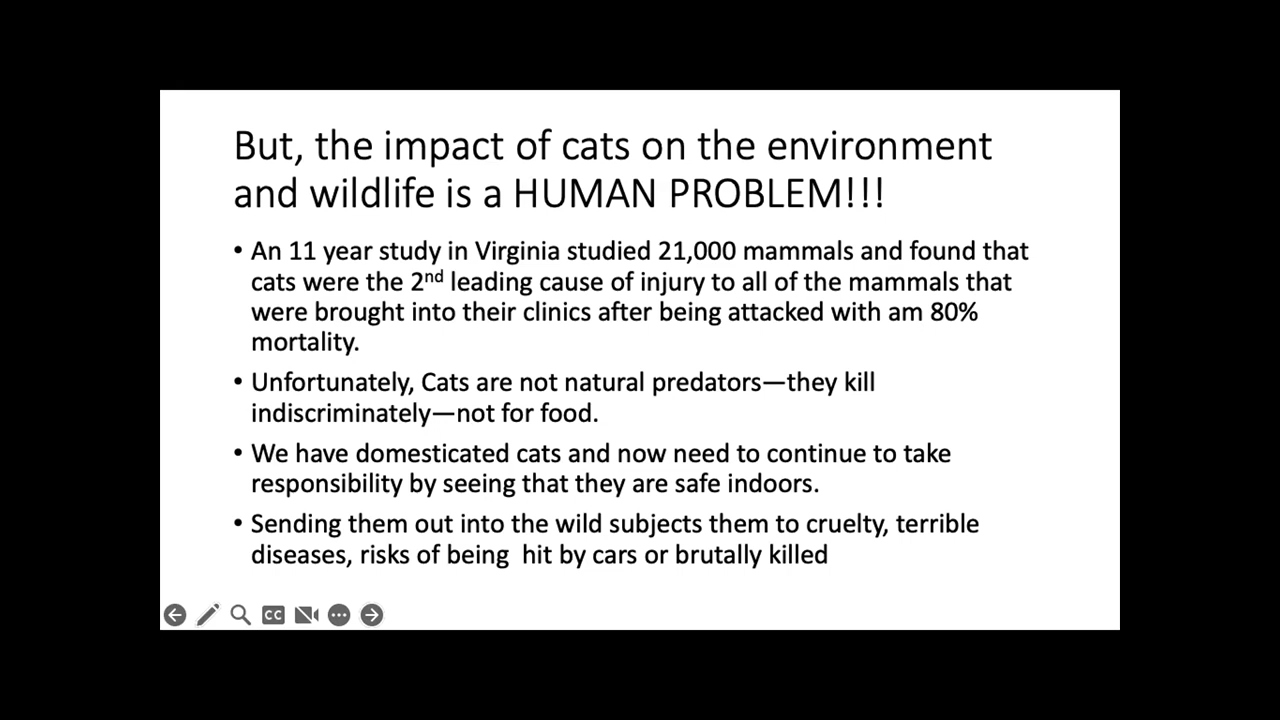 But, the impact of cats on the environment
and wildlife is a HUMAN PROBLEM!!!
• An 11 year study in Virginia studied 21,000 mammals and found that
cats were the 2nd leading cause of injury to all of the mammals that
were brought into their clinics after being attacked with am 80%
mortality.
• Unfortunately, Cats are not natural predators—they kill
indiscriminately—not for food.
• We have domesticated cats and now need to continue to take
responsibility by seeing that they are safe indoors.
• Sending them out into the wild subjects them to cruelty, terrible
diseases, risks of being  hit by cars or brutally killed
CC